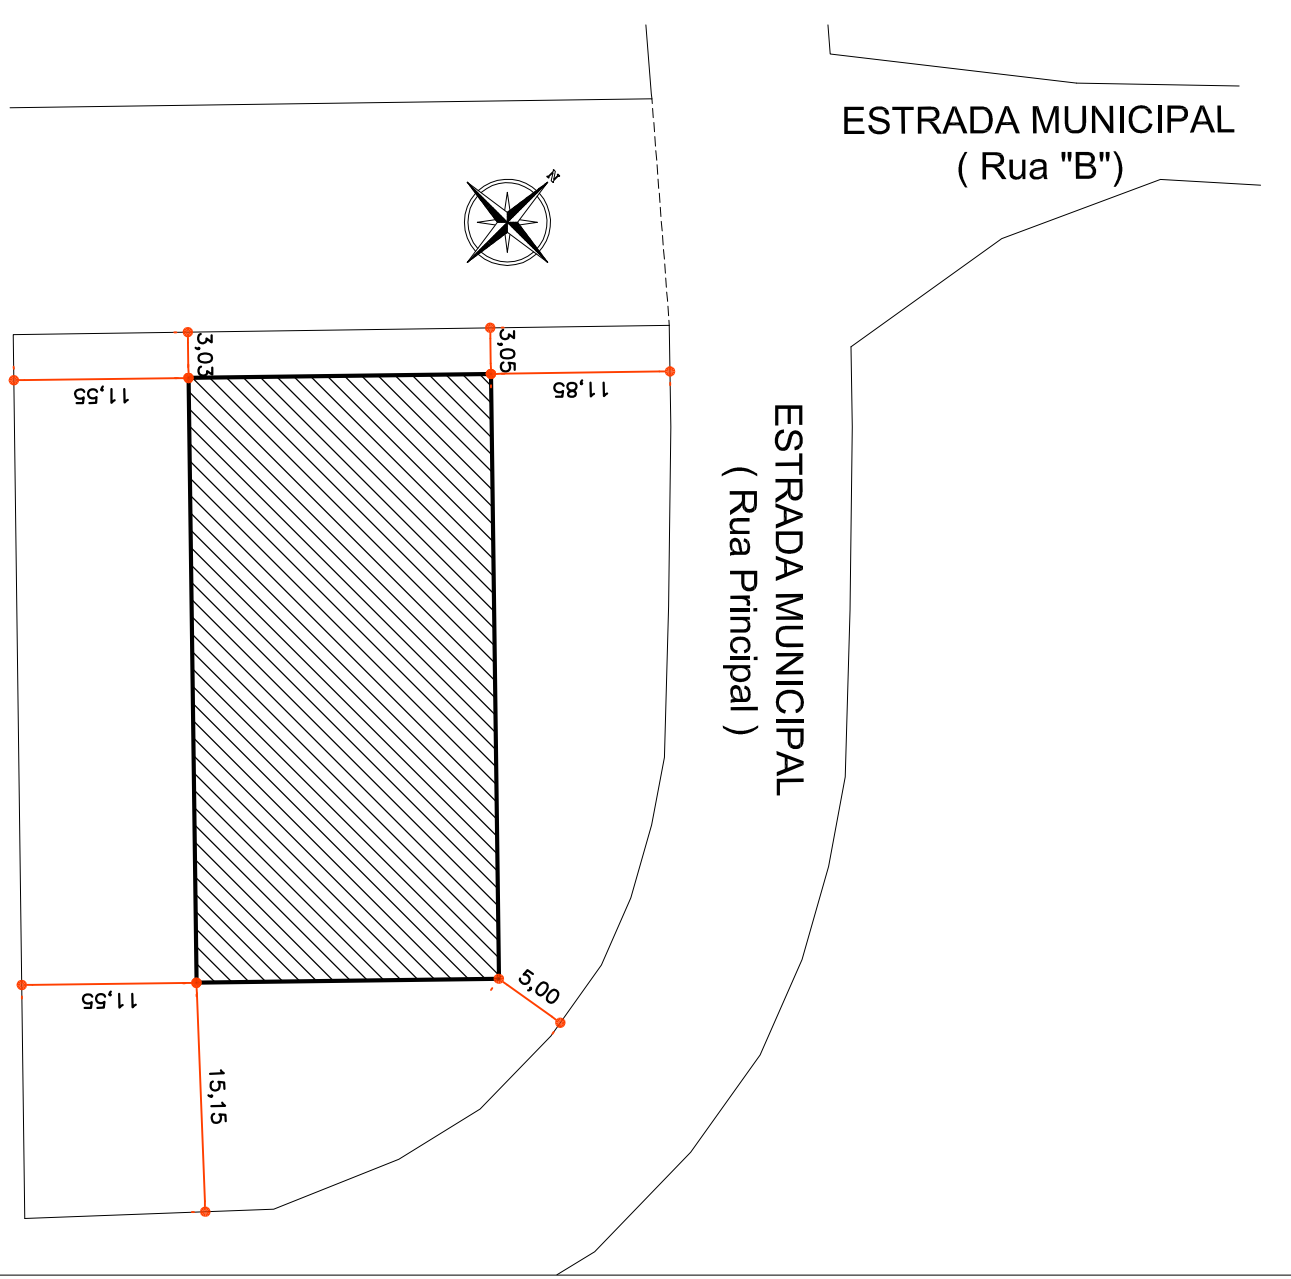 ESTRADA MUNICIPAL
( Rua "B")
N
3,03
3,05
11,55
11,85
ESTRADA MUNICIPAL
( Rua Principal )
5,00
11,55
15,15